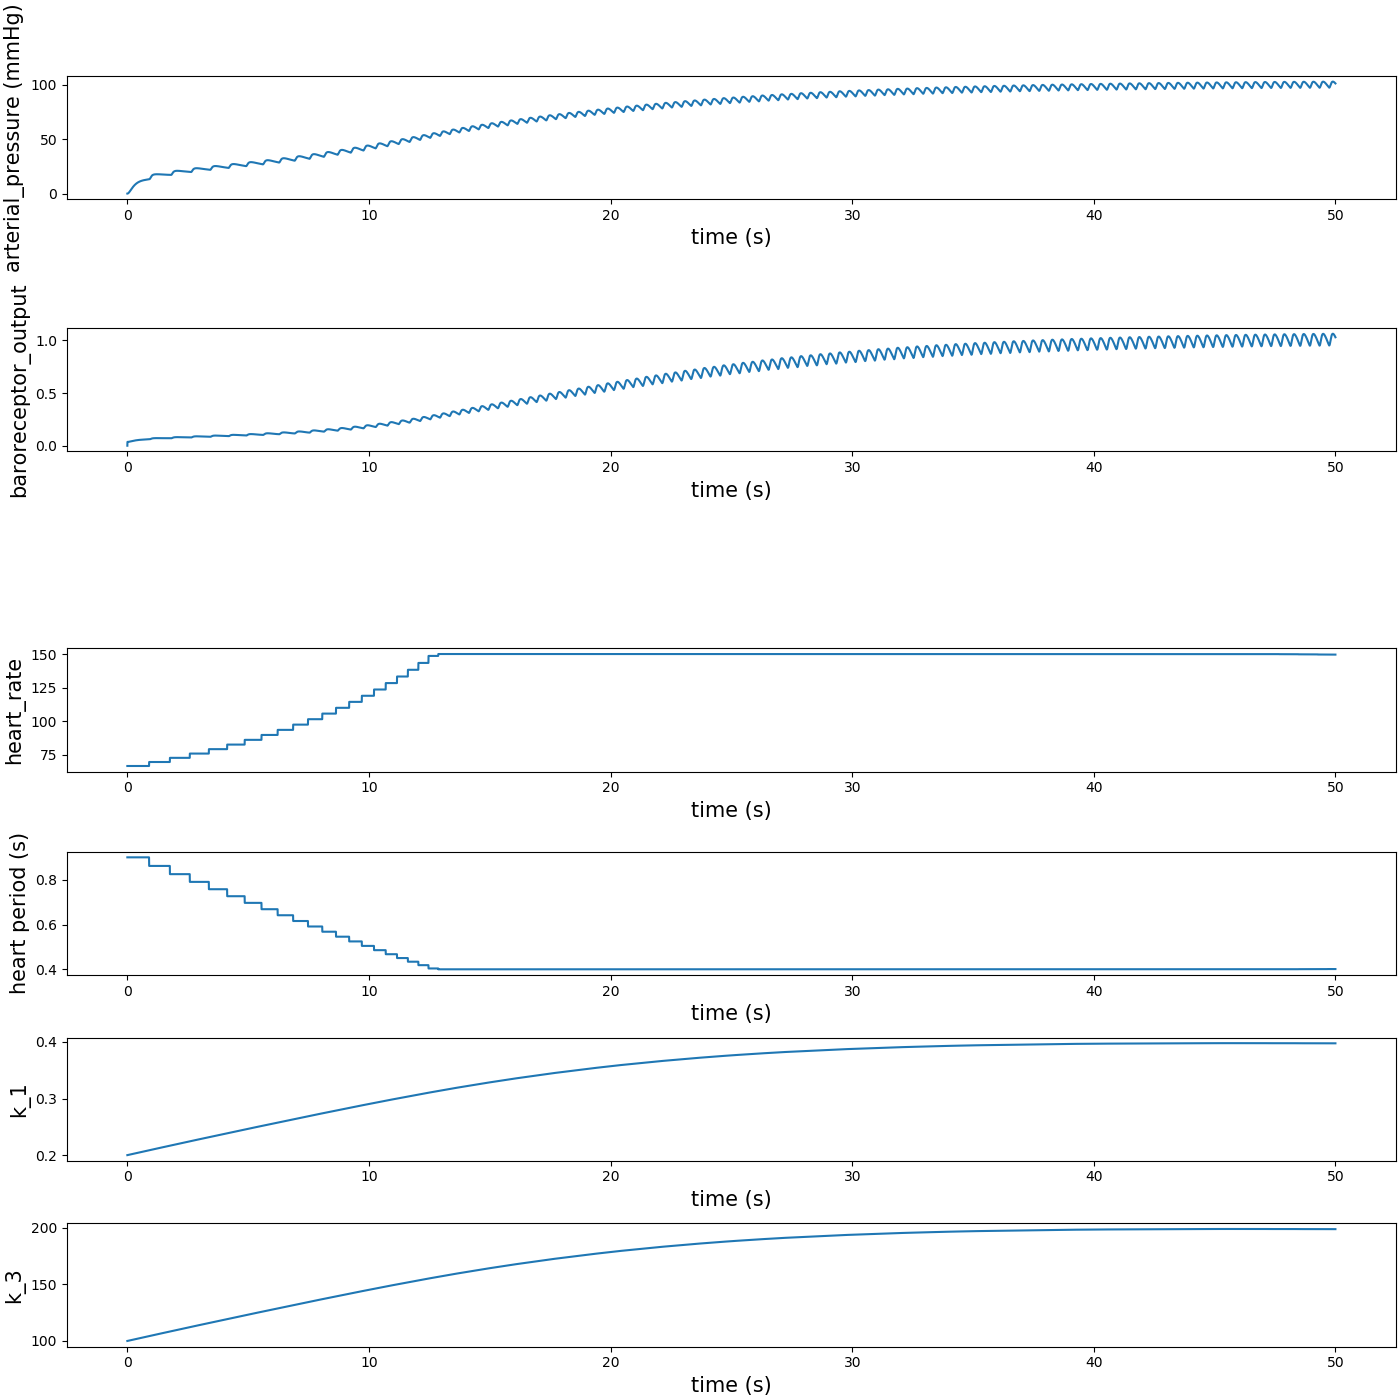 arterial_pressure (mmHg)
100
50
0
0 10 20 30 40 50
time (s)
baroreceptor_output
1.0
0.5
0.0
0 10 20 30 40 50
time (s)
heart_rate
150
125
100
75
0 10 20 30 40 50
time (s)
heart period (s)
0.8
0.6
0.4
0 10 20 30 40 50
time (s)
k_1
0.4
0.3
0.2
0 10 20 30 40 50
time (s)
k_3
200
150
100
0 10 20 30 40 50
time (s)